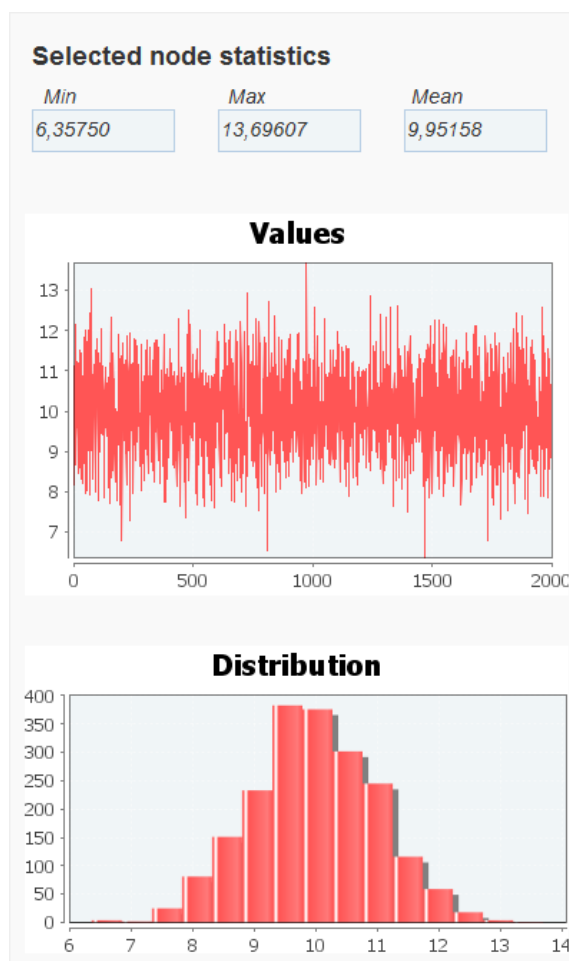 Selected node statistics
Min Max Mean
6,35750 13,69607 9,95158
Values
13
12
11
10
9
8
7
0 500 1000 1500 2000
Distribution
400
350
300
250
200
150
100
50
0
6 7 8 9 10 11 12 13 14